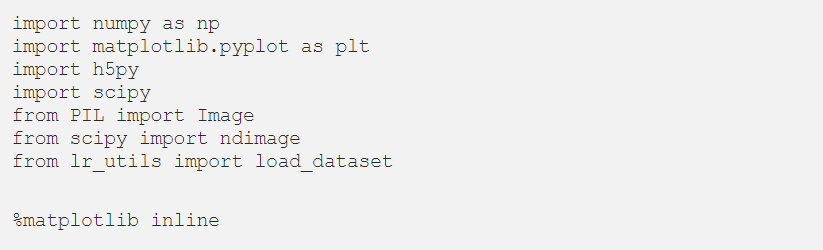 import numpy as np
import matplotlib.pyplot as plt
import h5py
import scipy
from PIL import Image
from scipy import ndimage
from lr_utils import load_dataset
%matplotlib inline